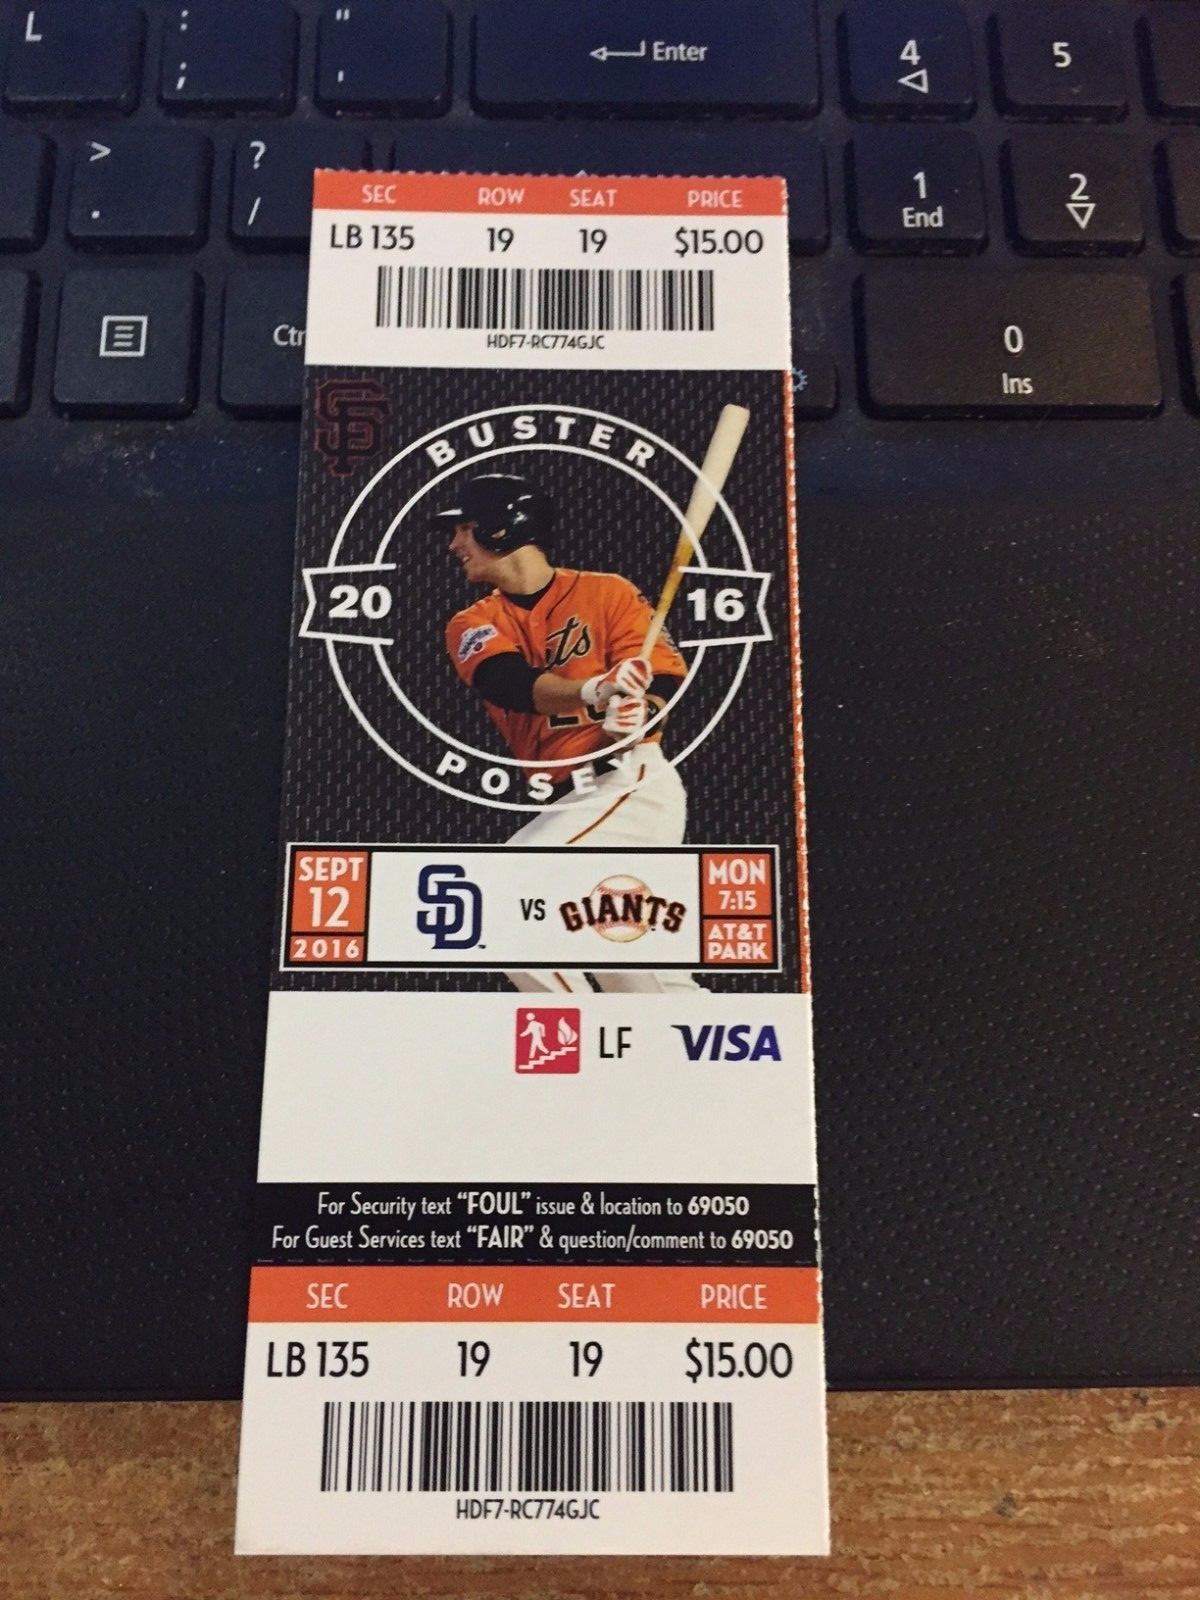 L : ;
" '
Enter
4
5
>
.
?
/
1
End
2
Ctr
0
Ins
SEC ROW SEAT PRICE
LB 135 19 19 $15.00
HDF7-RC774GJC
SF
BUSTER
20 16
ts
POSEY
SEPT
12
2016
SD VS GIANTS
MON
7:15
AT&T
PARK
LF VISA
For Security text “FOUL” issue & location to 69050
For Guest Services text “FAIR” & question/comment to 69050
SEC ROW SEAT PRICE
LB 135 19 19 $15.00
HDF7-RC774GJC